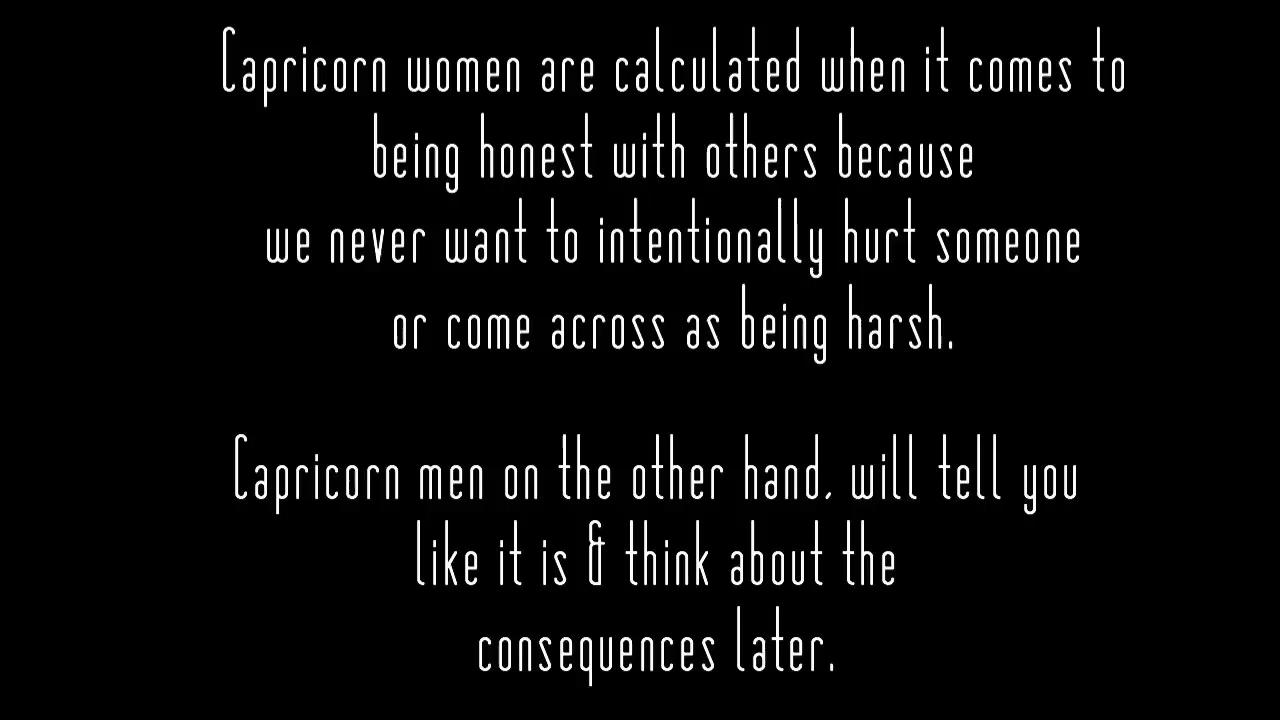 Capricorn women are calculated when it comes to
being honest with others because
we never want to intentionally hurt someone
or come across as being harsh.
Capricorn men on the other hand, will tell you
like it is & think about the
consequences later.